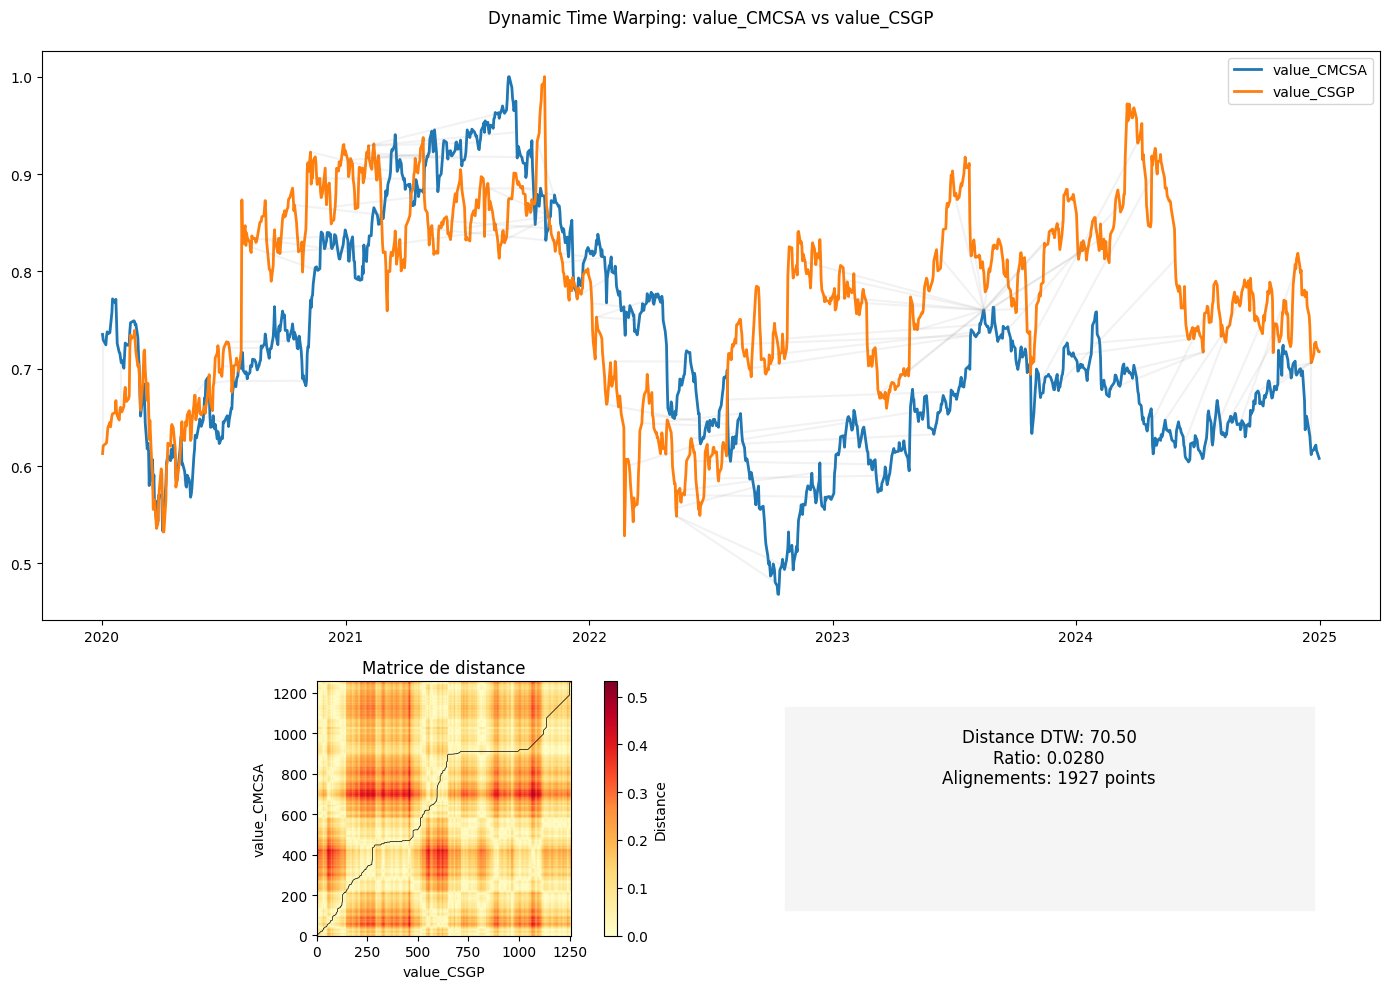 Dynamic Time Warping: value_CMCSA vs value_CSGP
value_CMCSA
value_CSGP
1.0
0.9
0.8
0.7
0.6
0.5
2020 2021 2022 2023 2024 2025
Matrice de distance
value_CMCSA
1200
1000
800
600
400
200
0
0 250 500 750 1000 1250
value_CSGP
0.5
0.4
0.3
0.2
0.1
0.0
Distance
Distance DTW: 70.50
Ratio: 0.0280
Alignements: 1927 points